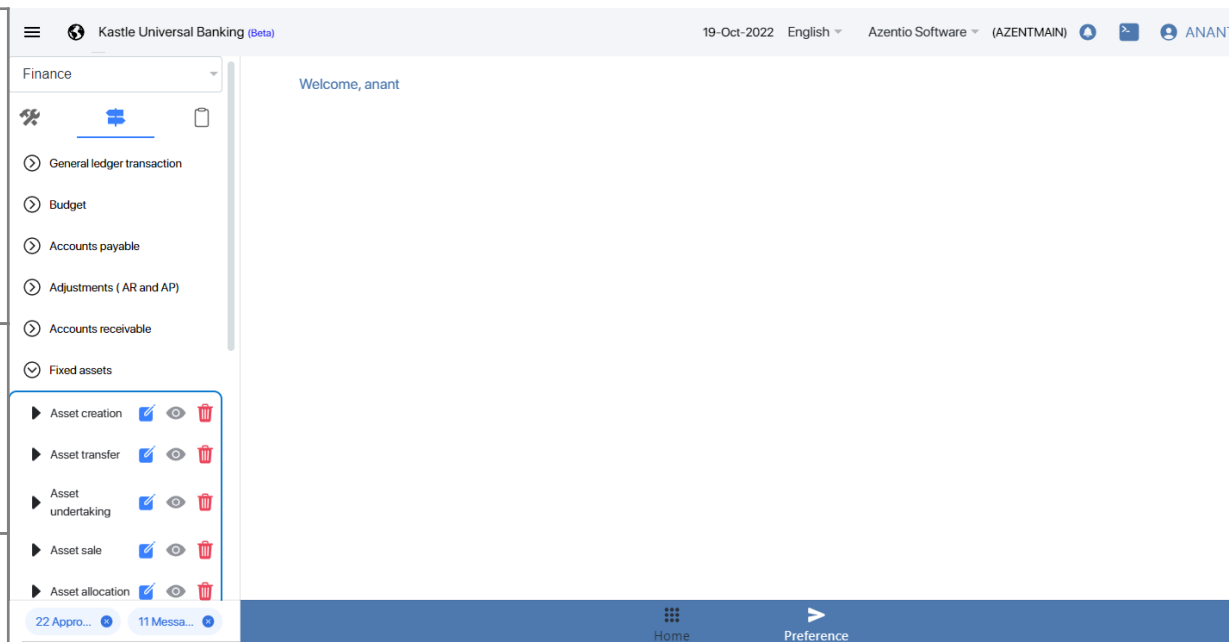 Kastle Universal Banking (Beta)
19-Oct-2022 English Azentio Software (AZENTMAIN) ANANT
Finance
Welcome, anant
General ledger transaction
Budget
Accounts payable
Adjustments ( AR and AP)
Accounts receivable
Fixed assets
Asset creation
Asset transfer
Asset
undertaking
Asset sale
Asset allocation
22 Appro... 11 Messa...
Home Preference